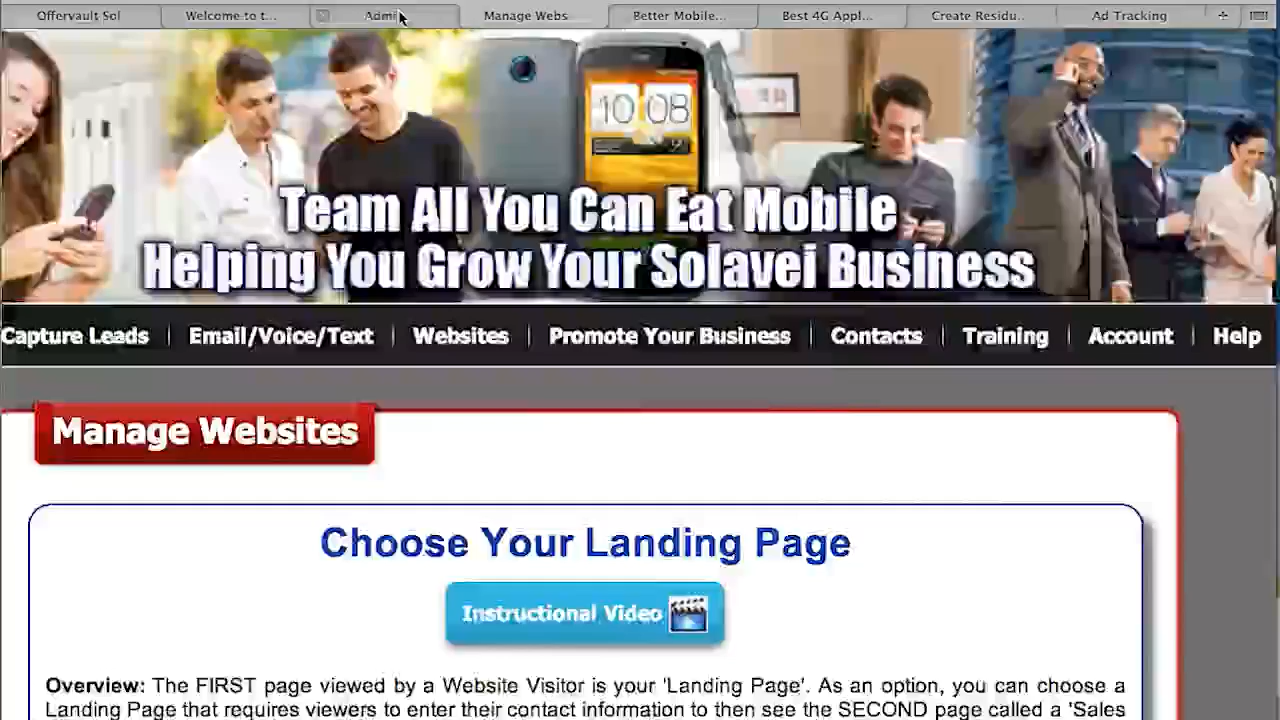 Offervault Sol
Welcome to t...
Admi
Manage Webs
Better Mobile...
Best 4G Appl...
Create Residu..
Ad Tracking
10 08
Team All You Can Eat Mobile
Helping You Grow Your Solavei Business
Capture Leads
Email/Voice/Text
Websites
Promote Your Business
Contacts
Training
Account
Help
Manage Websites
Choose Your Landing Page
Instructional Video
Overview: The FIRST page viewed by a Website Visitor is your 'Landing Page'. As an option, you can choose a
Landing Page that requires viewers to enter their contact information to then see the SECOND page called a 'Sales